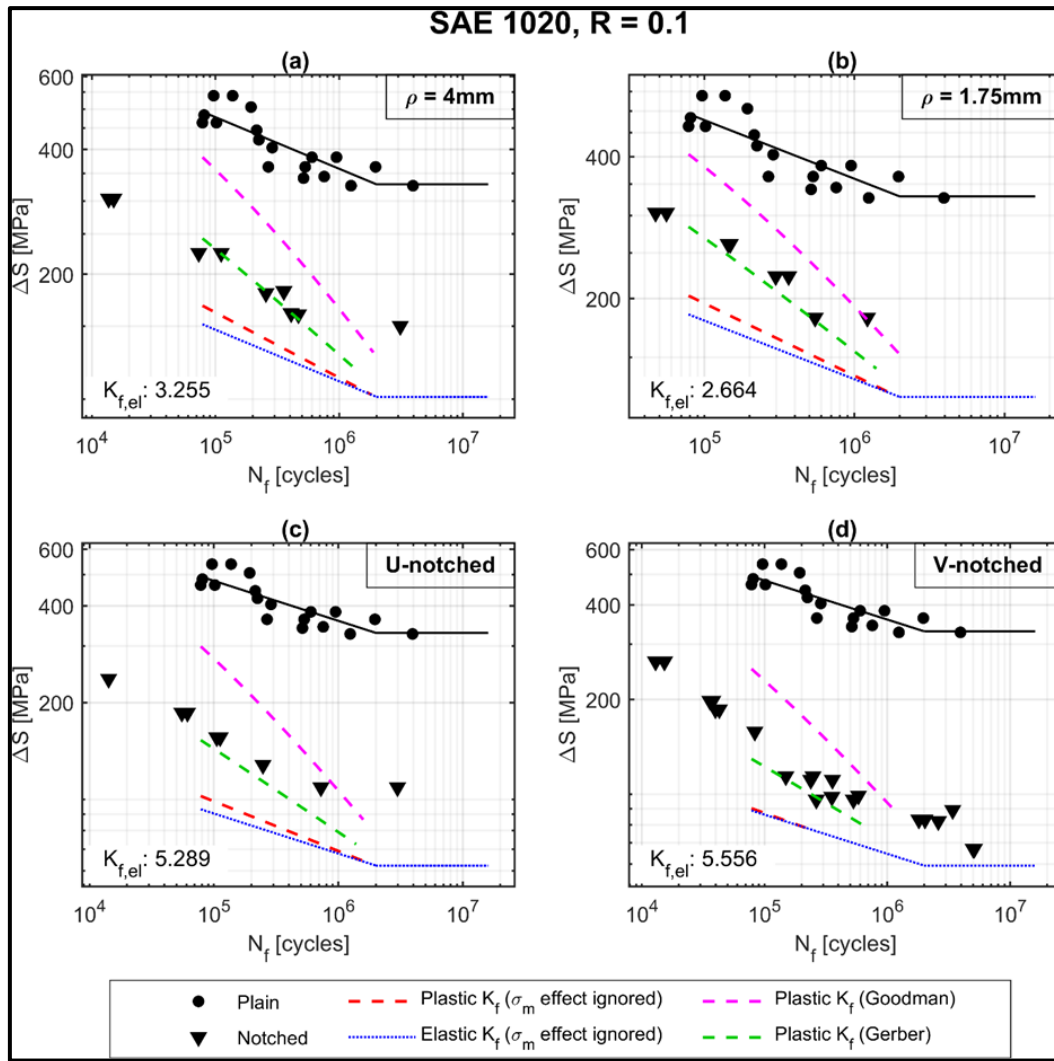 SAE 1020, R = 0.1
(a)
(b)
600
400
200
ΔS [MPa]
ρ = 4mm
K_f,el: 3.255
10^4 10^5 10^6 10^7
N_f [cycles]
400
200
ΔS [MPa]
ρ = 1.75mm
K_f,el: 2.664
10^5 10^6 10^7
N_f [cycles]
(c)
(d)
600
400
200
ΔS [MPa]
U-notched
K_f,el: 5.289
10^4 10^5 10^6 10^7
N_f [cycles]
600
400
200
ΔS [MPa]
V-notched
K_f,el: 5.556
10^4 10^5 10^6 10^7
N_f [cycles]
Plain
Plastic K_f (σ_m effect ignored)
Plastic K_f (Goodman)
Notched
Elastic K_f (σ_m effect ignored)
Plastic K_f (Gerber)